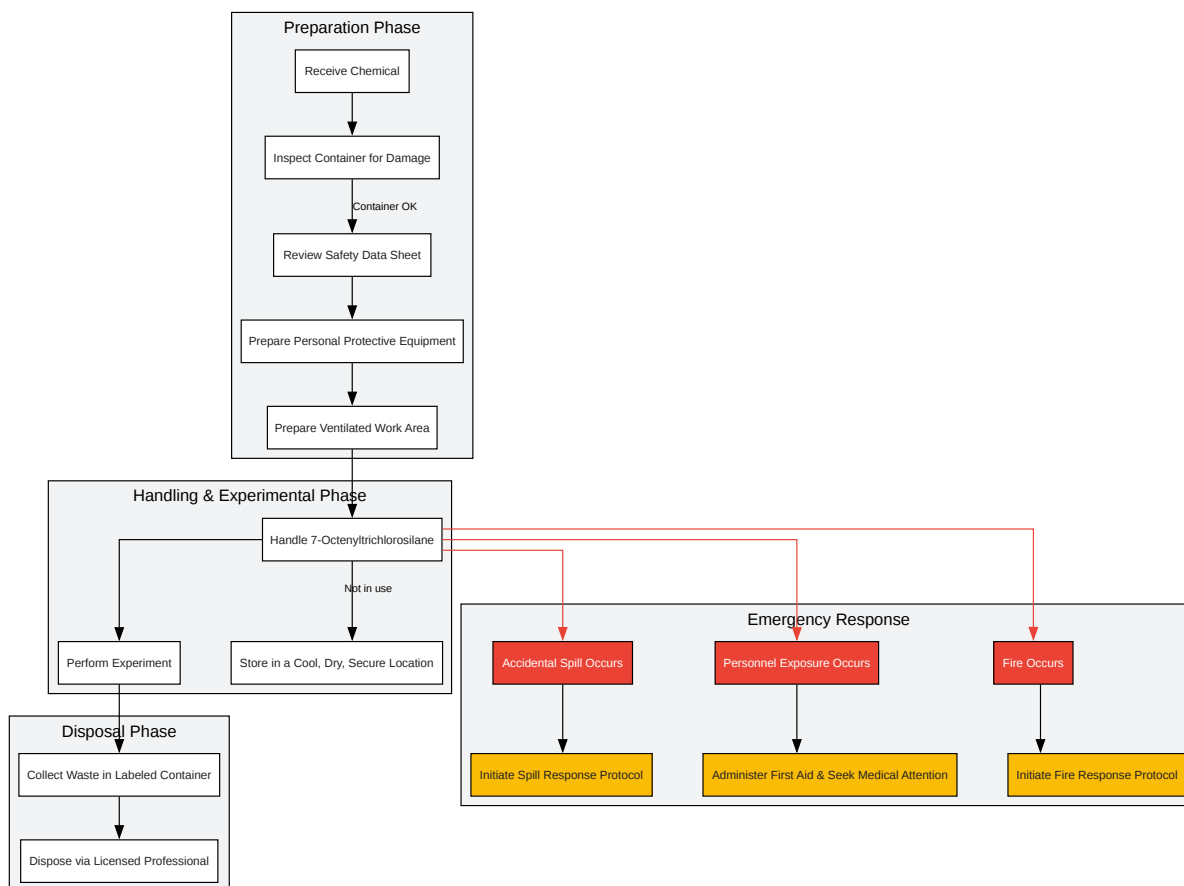 Preparation Phase
Receive Chemical
Inspect Container for Damage
Container OK
Review Safety Data Sheet
Prepare Personal Protective Equipment
Prepare Ventilated Work Area
Handling & Experimental Phase
Handle 7-Octenyltrichlorosilane
Not in use
Perform Experiment
Store in a Cool, Dry, Secure Location
Emergency Response
Accidental Spill Occurs
Personnel Exposure Occurs
Fire Occurs
Initiate Spill Response Protocol
Administer First Aid & Seek Medical Attention
Initiate Fire Response Protocol
Disposal Phase
Collect Waste in Labeled Container
Dispose via Licensed Professional